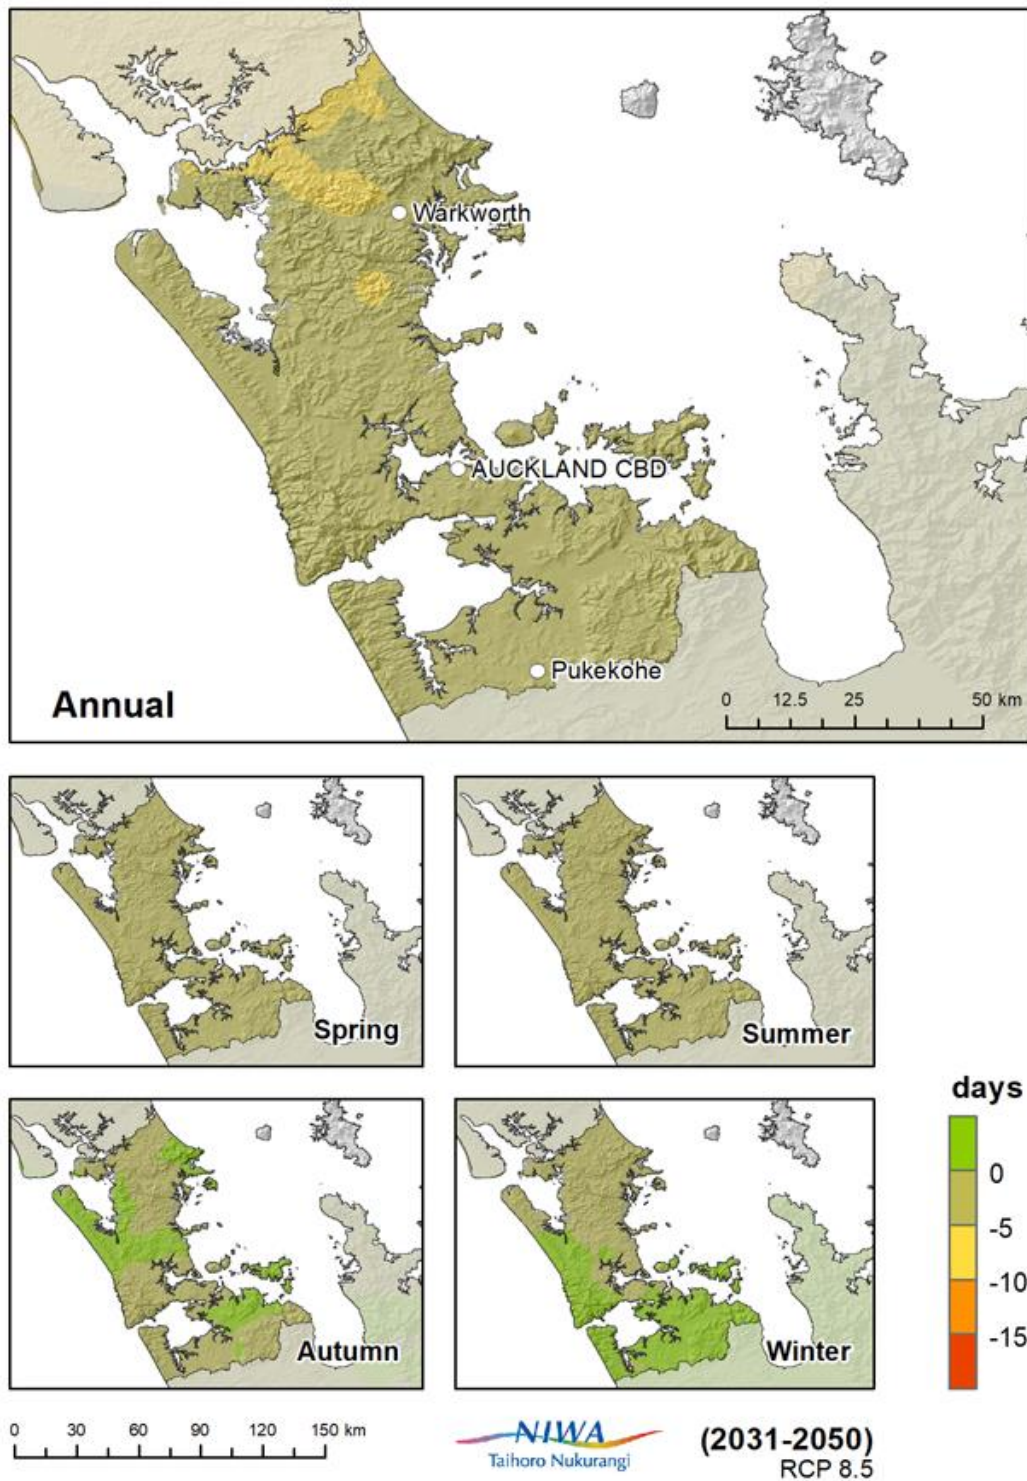 Warkworth
AUCKLAND CBD
Pukekohe
Annual
0 12.5 25 50 km
Spring
Summer
Autumn
Winter
days
0
-5
-10
-15
0 30 60 90 120 150 km
NIWA
Taihoro Nukurangi
(2031-2050)
RCP 8.5